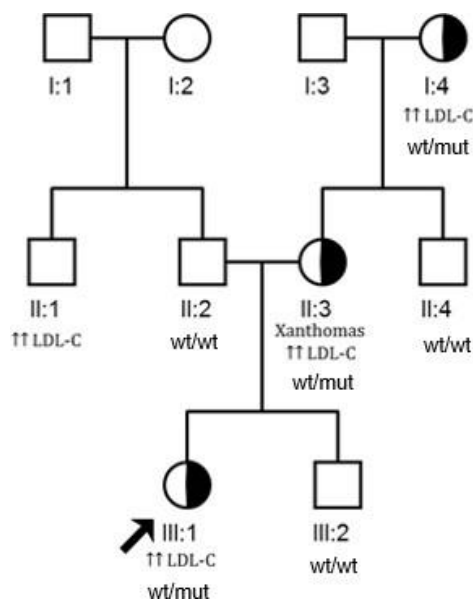 I:1
I:2
I:3
I:4
↑↑ LDL-C
wt/mut
II:1
↑↑ LDL-C
II:2
wt/wt
II:3
Xanthomas
↑↑ LDL-C
wt/mut
II:4
wt/wt
III:1
↑↑ LDL-C
wt/mut
III:2
wt/wt